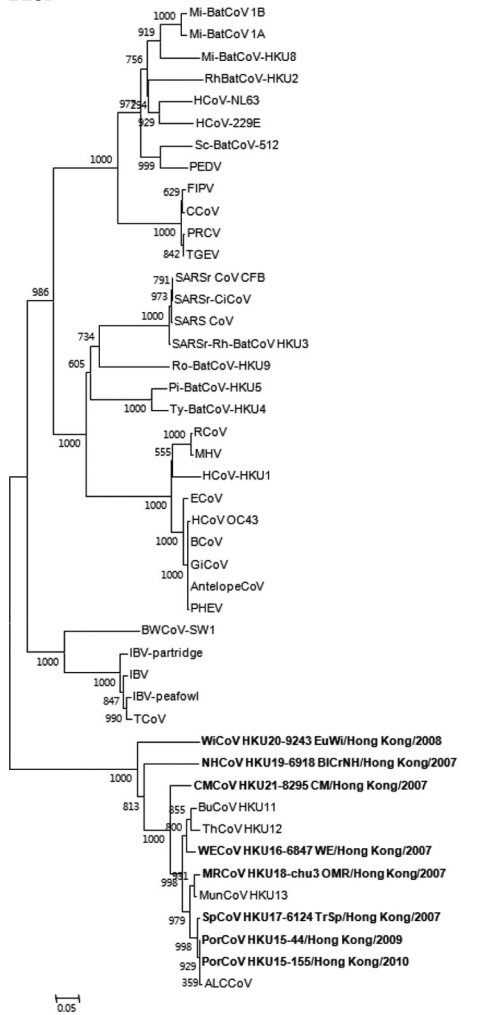 1000
Mi-BatCoV 1B
919
Mi-BatCoV 1A
756
Mi-BatCoV-HKU8
RhBatCoV-HKU2
977
294
HCoV-NL63
929
HCoV-229E
Sc-BatCoV-512
1000
999
PEDV
629
FIPV
CCoV
1000
PRCV
842
TGEV
791
SARSr CoV CFB
973
SARSr-CiCoV
986
1000
SARS CoV
734
SARSr-Rh-BatCoV HKU3
605
Ro-BatCoV-HKU9
Pi-BatCoV-HKU5
1000
Ty-BatCoV-HKU4
1000
1000
RCoV
555
MHV
HCoV-HKU1
1000
ECoV
HCoV OC43
1000
BCoV
GiCoV
1000
AntelopeCoV
PHEV
BWCoV-SW1
1000
IBV-partridge
1000
IBV
847
IBV-peafowl
990
TCoV
WiCoV HKU20-9243 EuWi/Hong Kong/2008
NHCoV HKU19-6918 BlCrNH/Hong Kong/2007
1000
CMCoV HKU21-8295 CM/Hong Kong/2007
813
855
BuCoV HKU11
800
ThCoV HKU12
1000
WECoV HKU16-6847 WE/Hong Kong/2007
MRCoV HKU18-chu3 OMR/Hong Kong/2007
998
MunCoV HKU13
979
SpCoV HKU17-6124 TrSp/Hong Kong/2007
998
PorCoV HKU15-44/Hong Kong/2009
929
PorCoV HKU15-155/Hong Kong/2010
359
ALCCoV
0.05